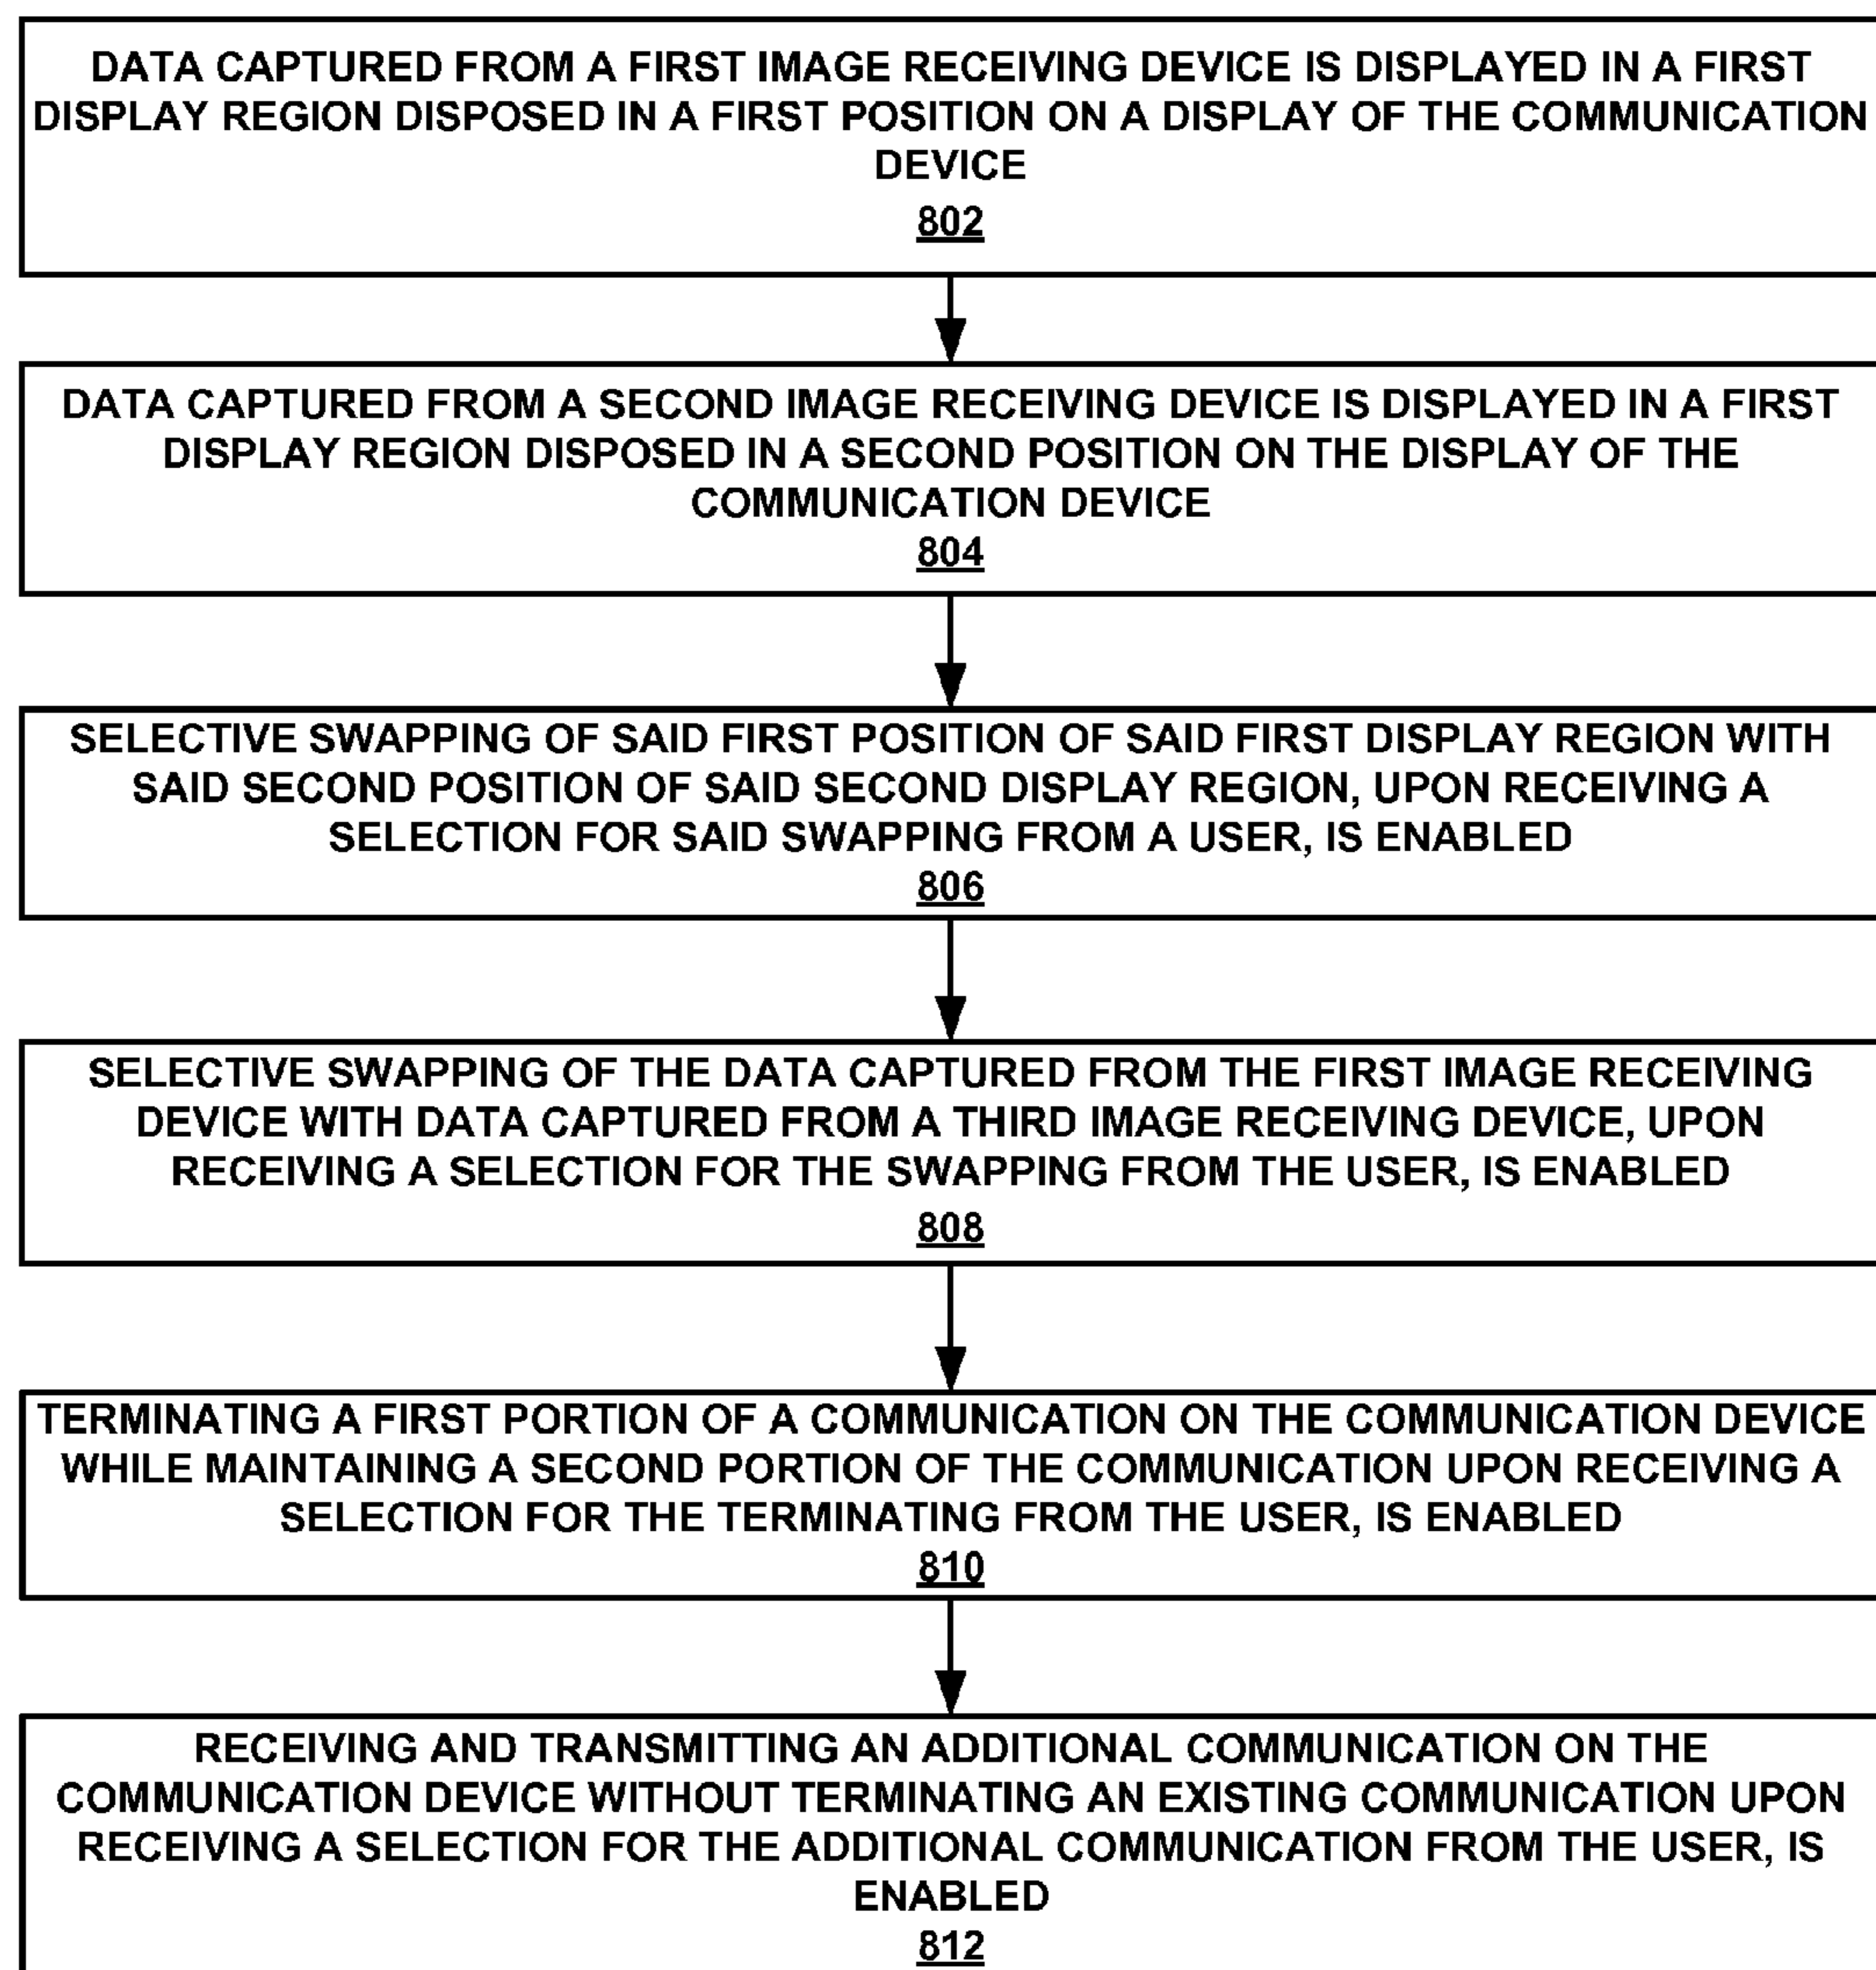 DATA CAPTURED FROM A FIRST IMAGE RECEIVING DEVICE IS DISPLAYED IN A FIRST
DISPLAY REGION DISPOSED IN A FIRST POSITION ON A DISPLAY OF THE COMMUNICATION
DEVICE
802
DATA CAPTURED FROM A SECOND IMAGE RECEIVING DEVICE IS DISPLAYED IN A FIRST
DISPLAY REGION DISPOSED IN A SECOND POSITION ON THE DISPLAY OF THE
COMMUNICATION DEVICE
804
SELECTIVE SWAPPING OF SAID FIRST POSITION OF SAID FIRST DISPLAY REGION WITH
SAID SECOND POSITION OF SAID SECOND DISPLAY REGION, UPON RECEIVING A
SELECTION FOR SAID SWAPPING FROM A USER, IS ENABLED
806
SELECTIVE SWAPPING OF THE DATA CAPTURED FROM THE FIRST IMAGE RECEIVING
DEVICE WITH DATA CAPTURED FROM A THIRD IMAGE RECEIVING DEVICE, UPON
RECEIVING A SELECTION FOR THE SWAPPING FROM THE USER, IS ENABLED
808
TERMINATING A FIRST PORTION OF A COMMUNICATION ON THE COMMUNICATION DEVICE
WHILE MAINTAINING A SECOND PORTION OF THE COMMUNICATION UPON RECEIVING A
SELECTION FOR THE TERMINATING FROM THE USER, IS ENABLED
810
RECEIVING AND TRANSMITTING AN ADDITIONAL COMMUNICATION ON THE
COMMUNICATION DEVICE WITHOUT TERMINATING AN EXISTING COMMUNICATION UPON
RECEIVING A SELECTION FOR THE ADDITIONAL COMMUNICATION FROM THE USER, IS
ENABLED
812